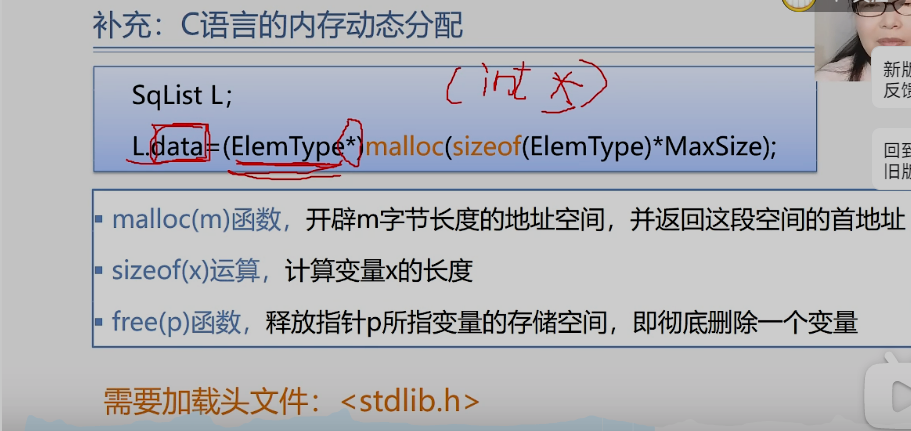 补充：C语言的内存动态分配
SqList L;
(int *)
L.data=(ElemType*)malloc(sizeof(ElemType)*MaxSize);
malloc(m)函数，开辟m字节长度的地址空间，并返回这段空间的首地址
sizeof(x)运算，计算变量x的长度
free(p)函数，释放指针p所指变量的存储空间，即彻底删除一个变量
需要加载头文件：<stdlib.h>
新版
反馈
回到
旧版